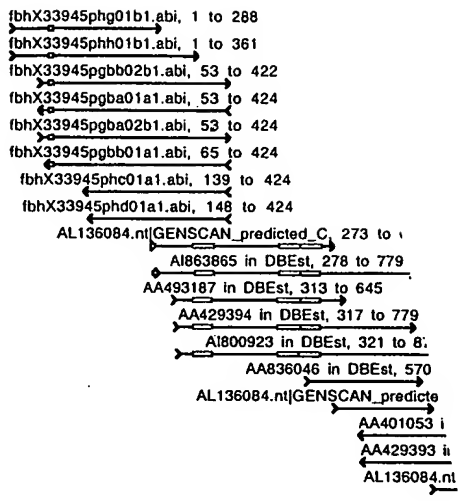 fbhX33945phg01b1.abi, 1 to 288
fbhX33945phh01b1.abi, 1 to 361
fbhX33945pgbb02b1.abi, 53 to 422
fbhX33945pgba01a1.abi, 53 to 424
fbhX33945pgba02b1.abi, 53 to 424
fbhX33945pgbb01a1.abi, 65 to 424
fbhX33945phc01a1.abi, 139 to 424
fbhX33945phd01a1.abi, 148 to 424
AL136084.nt|GENSCAN_predicted_C, 273 to
AI863865 in DBEst, 278 to 779
AA493187 in DBEst, 313 to 645
AA429394 in DBEst, 317 to 779
AI800923 in DBEst, 321 to
AA836046 in DBEst, 570
AL136084.nt|GENSCAN_predicte
AA401053
AA429393
AL136084.nt